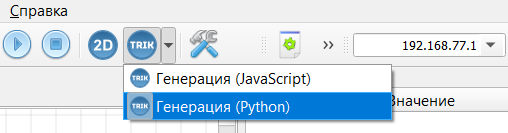 Справка
2D TRIK » 192.168.77.1
TRIK Генерация (JavaScript)
TRIK Генерация (Python) Значение